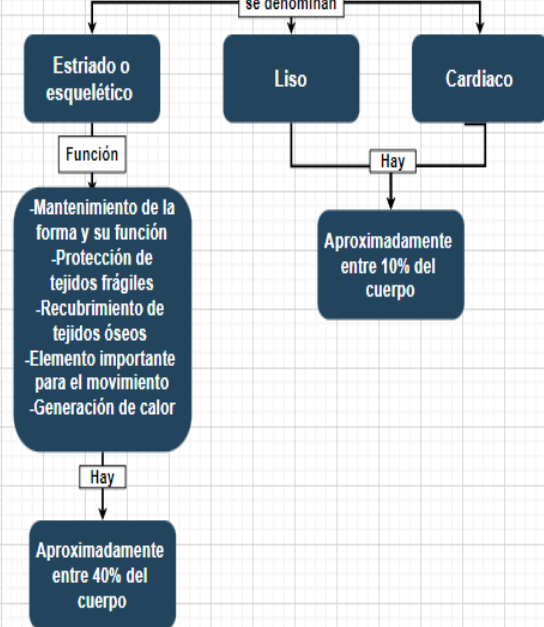 se denominan
Estriado o
esquelético
Liso
Cardiaco
Función
Hay
-Mantenimiento de la
forma y su función
-Protección de
tejidos frágiles
-Recubrimiento de
tejidos óseos
-Elemento importante
para el movimiento
-Generación de calor
Aproximadamente
entre 10% del
cuerpo
Hay
Aproximadamente
entre 40% del
cuerpo